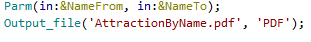 Parm(in:&NameFrom, in:&NameTo);
Output_file('AttractionByName.pdf', 'PDF');